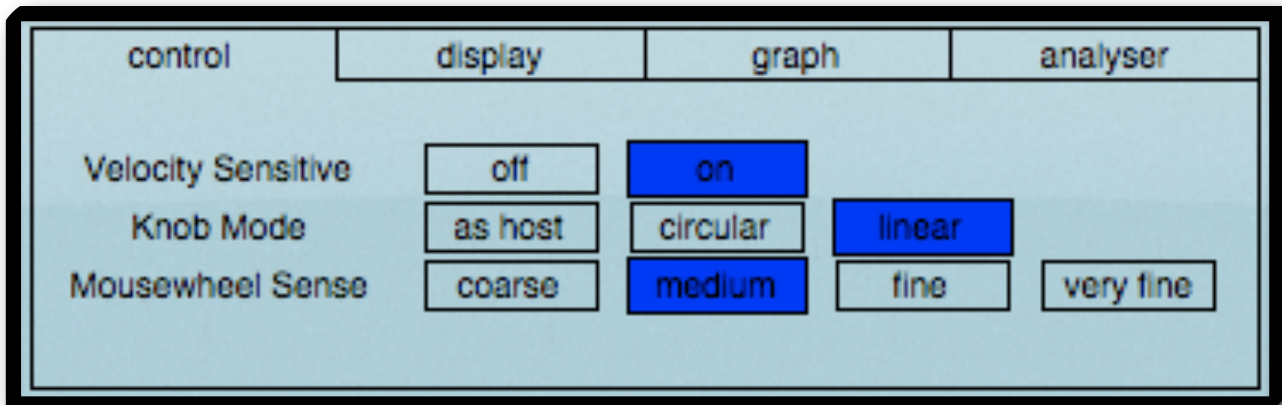 control display graph analyser
Velocity Sensitive off on
Knob Mode as host circular linear
Mousewheel Sense coarse medium fine very fine